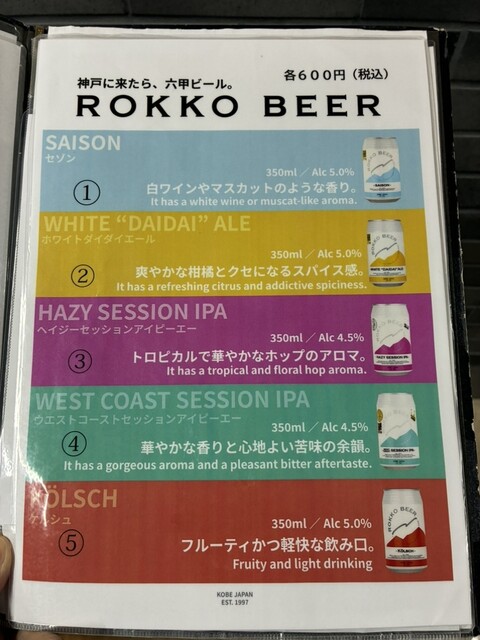 神戸に来たら、六甲ビール。
各600円（税込）
ROKKO BEER
SAISON
セゾン
①
350ml／Alc 5.0%
白ワインやマスカットのような香り。
It has a white wine or muscat-like aroma.
WHITE “DAIDAI” ALE
ホワイトダイダイエール
②
350ml／Alc 5.0%
爽やかな柑橘とクセになるスパイス感。
It has a refreshing citrus and addictive spiciness.
HAZY SESSION IPA
ヘイジーセッションアイピーエー
③
350ml／Alc 4.5%
トロピカルで華やかなホップのアロマ。
It has a tropical and floral hop aroma.
WEST COAST SESSION IPA
ウエストコーストセッションアイピーエー
④
350ml／Alc 4.5%
華やかな香りと心地よい苦味の余韻。
It has a gorgeous aroma and a pleasant bitter aftertaste.
KÖLSCH
ケルシュ
⑤
350ml／Alc 5.0%
フルーティかつ軽快な飲み口。
Fruity and light drinking
ROKKO BEER
KÖLSCH
KOBE JAPAN
EST. 1997